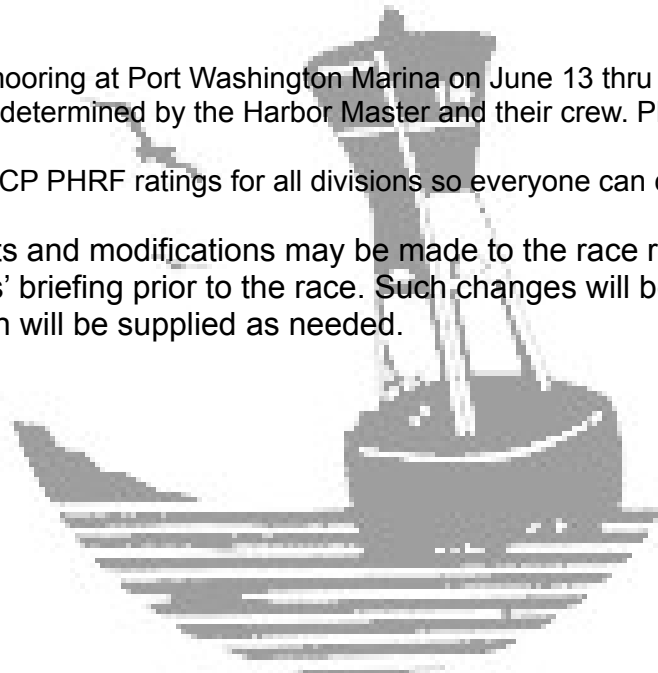 nooring at Port Washington Marina on June 13 thru
determined by the Harbor Master and their crew. P
CP PHRF ratings for all divisions so everyone can
ts and modifications may be made to the race r
s’ briefing prior to the race. Such changes will b
n will be supplied as needed.